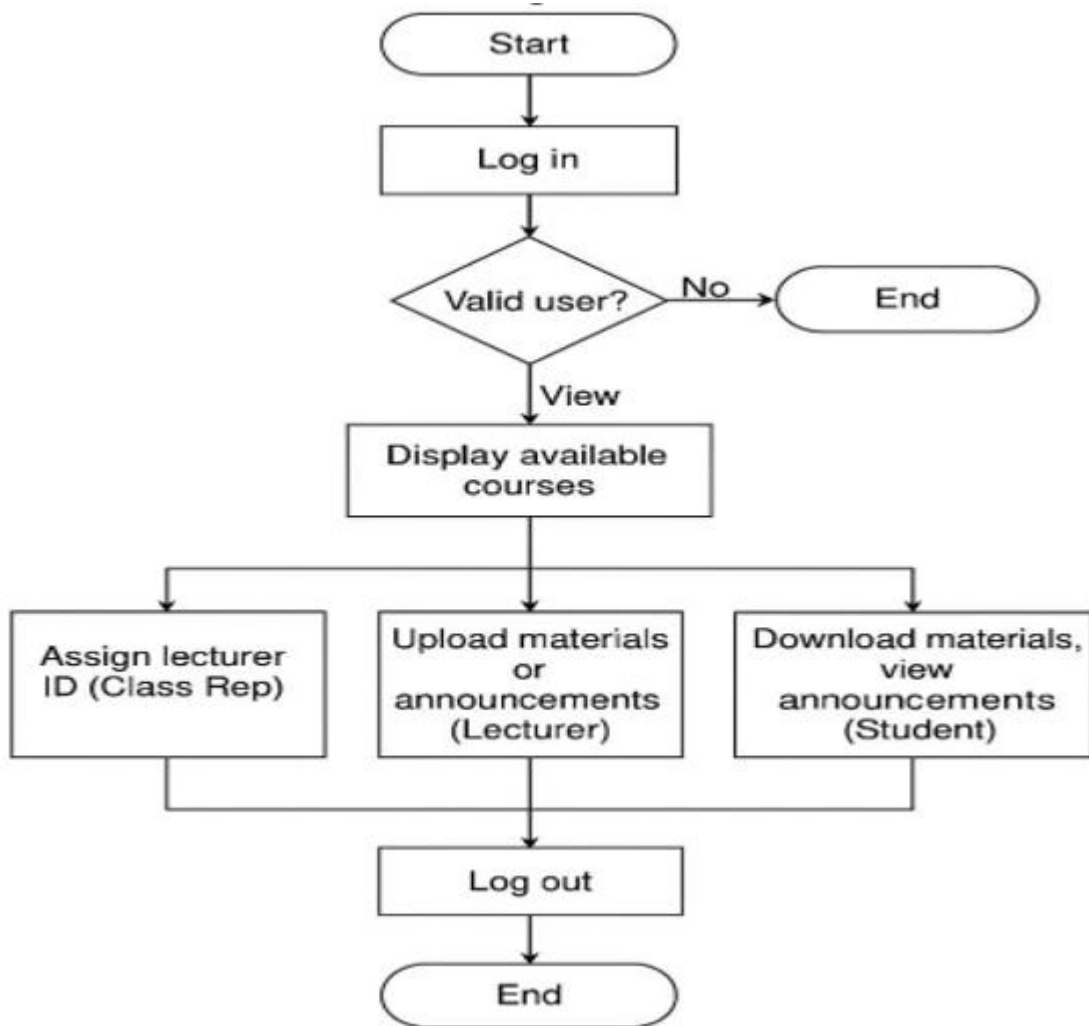 Start
Log in
Valid user?
No
End
View
Display available
courses
Assign lecturer
ID (Class Rep)
Upload materials
or
announcements
(Lecturer)
Download materials,
view
announcements
(Student)
Log out
End